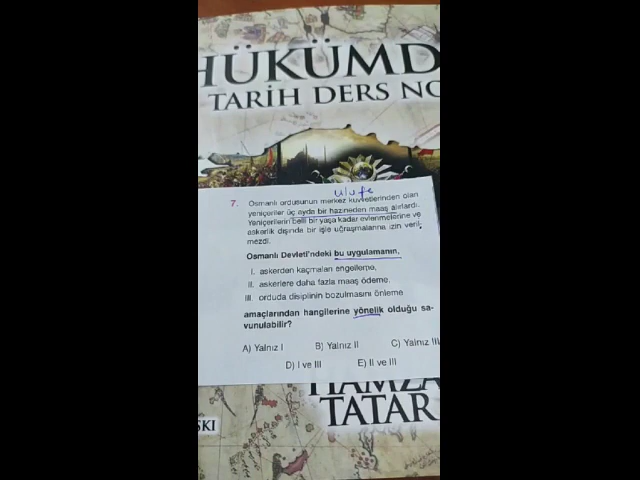 HÜKÜMD
TARİH DERS NO
ulufe
7. Osmanlı ordusunun merkez kuvvetlerinden olan
yeniçeriler üç ayda bir hazineden maaş alırlardı.
Yeniçerilerin belli bir yaşa kadar evlenmelerine ve
askerlik dışında bir işle uğraşmalarına izin veril-
mezdi.
Osmanlı Devleti'ndeki bu uygulamanın,
I. askerden kaçmaları engelleme,
II. askerlere daha fazla maaş ödeme,
III. orduda disiplinin bozulmasını önleme
amaçlarından hangilerine yönelik olduğu sa-
vunulabilir?
A) Yalnız I B) Yalnız II C) Yalnız III
D) I ve III E) II ve III
HAMZA
TATAR
SKI